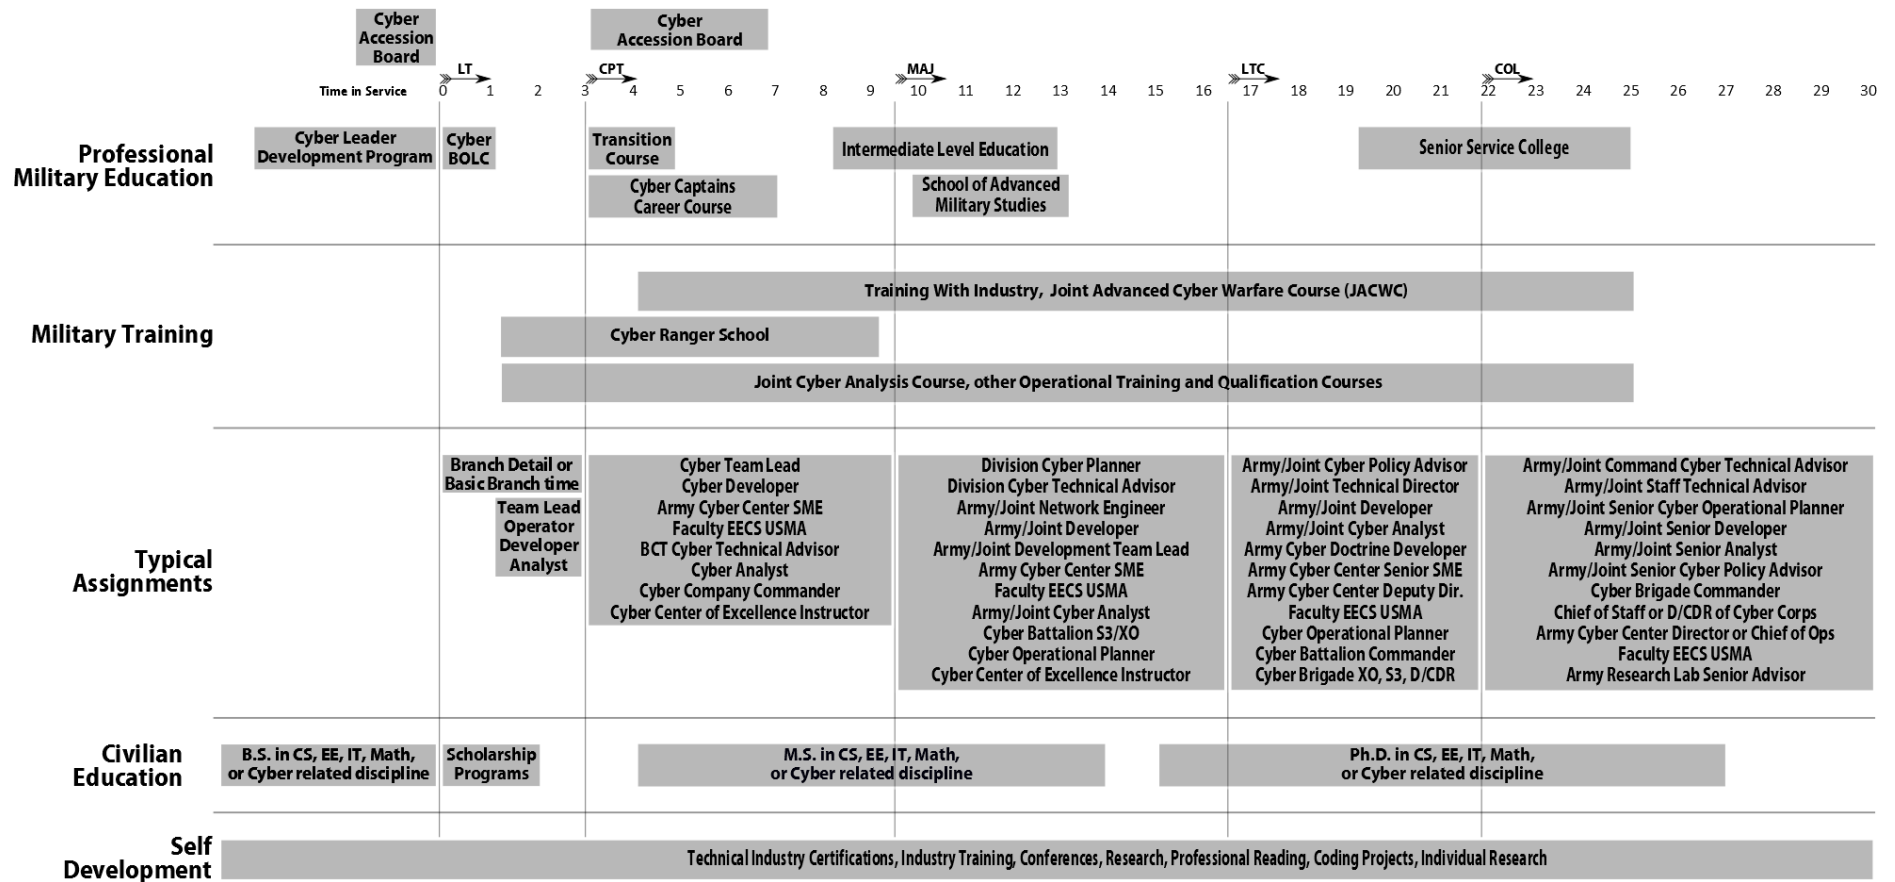 Cyber
Accession
Board
Cyber
Accession Board
LT
CPT
MAJ
LTC
COL
Time in Service 0 1 2 3 4 5 6 7 8 9 10 11 12 13 14 15 16 17 18 19 20 21 22 23 24 25 26 27 28 29 30
Professional
Military Education
Cyber Leader
Development Program
Cyber
BOLC
Transition
Course
Cyber Captains
Career Course
Intermediate Level Education
School of Advanced
Military Studies
Senior Service College
Military Training
Training With Industry, Joint Advanced Cyber Warfare Course (JACWC)
Cyber Ranger School
Joint Cyber Analysis Course, other Operational Training and Qualification Courses
Typical
Assignments
Branch Detail or
Basic Branch time
Team Lead
Operator
Developer
Analyst
Cyber Team Lead
Cyber Developer
Army Cyber Center SME
Faculty EECS USMA
BCT Cyber Technical Advisor
Cyber Analyst
Cyber Company Commander
Cyber Center of Excellence Instructor
Division Cyber Planner
Division Cyber Technical Advisor
Army/Joint Network Engineer
Army/Joint Developer
Army/Joint Development Team Lead
Army Cyber Center SME
Faculty EECS USMA
Army/Joint Cyber Analyst
Cyber Battalion S3/XO
Cyber Operational Planner
Cyber Center of Excellence Instructor
Army/Joint Cyber Policy Advisor
Army/Joint Technical Director
Army/Joint Developer
Army/Joint Cyber Analyst
Army Cyber Doctrine Developer
Army Cyber Center Senior SME
Army Cyber Center Deputy Dir.
Faculty EECS USMA
Cyber Operational Planner
Cyber Battalion Commander
Cyber Brigade XO, S3, D/CDR
Army/Joint Command Cyber Technical Advisor
Army/Joint Staff Technical Advisor
Army/Joint Senior Cyber Operational Planner
Army/Joint Senior Developer
Army/Joint Senior Analyst
Army/Joint Senior Cyber Policy Advisor
Cyber Brigade Commander
Chief of Staff or D/CDR of Cyber Corps
Army Cyber Center Director or Chief of Ops
Faculty EECS USMA
Army Research Lab Senior Advisor
Civilian
Education
B.S. in CS, EE, IT, Math,
or Cyber related discipline
Scholarship
Programs
M.S. in CS, EE, IT, Math,
or Cyber related discipline
Ph.D. in CS, EE, IT, Math,
or Cyber related discipline
Self
Development
Technical Industry Certifications, Industry Training, Conferences, Research, Professional Reading, Coding Projects, Individual Research